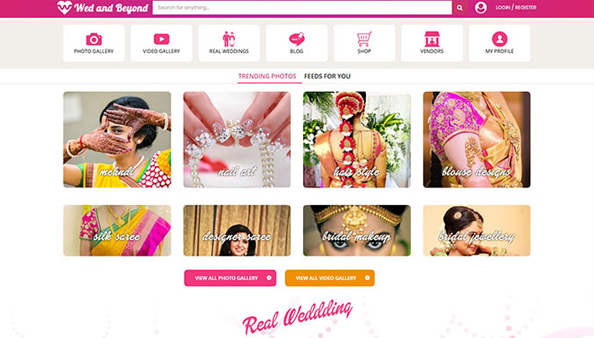 Wed and Beyond
Search for anything...
LOGIN / REGISTER
PHOTO GALLERY
VIDEO GALLERY
REAL WEDDINGS
BLOG
SHOP
VENDORS
MY PROFILE
TRENDING PHOTOS FEEDS FOR YOU
mehndi
nail art
hair style
blouse designs
silk saree
designer saree
bridal makeup
bridal jewellery
VIEW ALL PHOTO GALLERY
VIEW ALL VIDEO GALLERY
Real Weddding